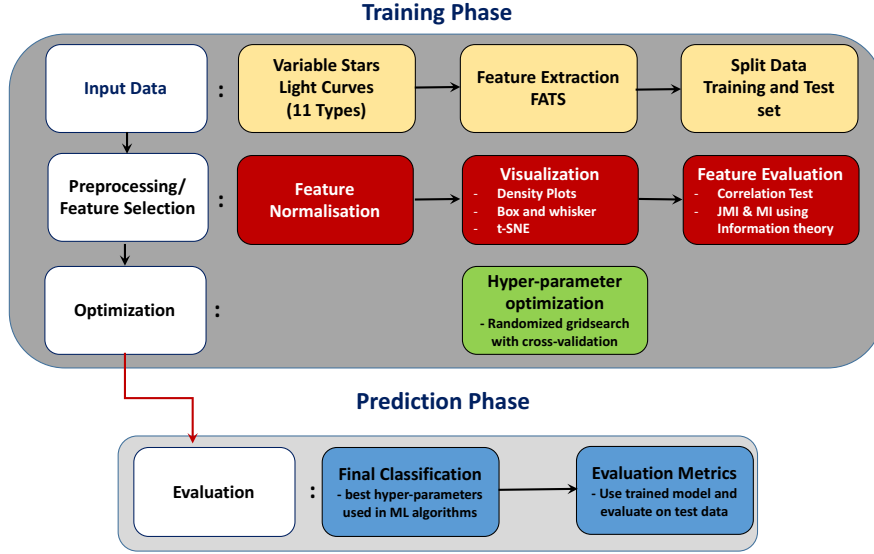 Training Phase
Input Data
:
Variable Stars
Light Curves
(11 Types)
Feature Extraction
FATS
Split Data
Training and Test
set
Preprocessing/
Feature Selection
:
Feature
Normalisation
Visualization
- Density Plots
- Box and whisker
- t-SNE
Feature Evaluation
- Correlation Test
- JMI & MI using
Information theory
Optimization
:
Hyper-parameter
optimization
- Randomized gridsearch
with cross-validation
Prediction Phase
Evaluation
:
Final Classification
- best hyper-parameters
used in ML algorithms
Evaluation Metrics
- Use trained model and
evaluate on test data